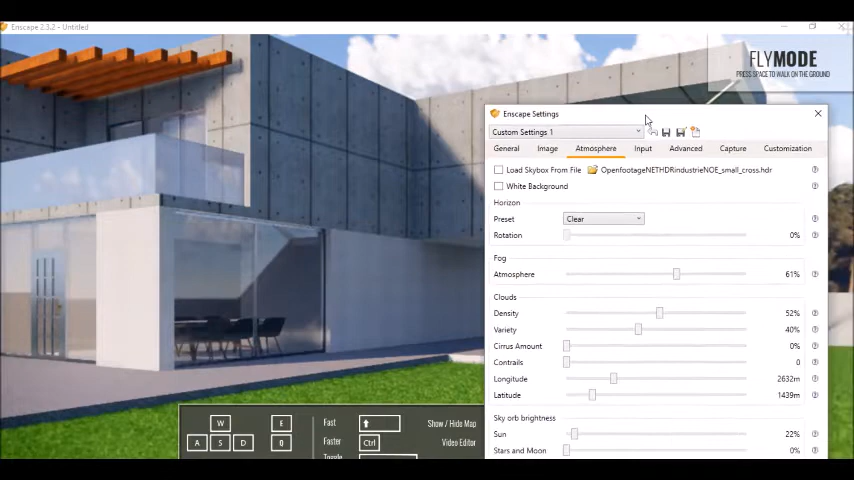 Enscape 2.3.2 - Untitled
FLYMODE
PRESS SPACE TO WALK ON THE GROUND
Enscape Settings
Custom Settings 1
General Image Atmosphere Input Advanced Capture Customization
Load Skybox From File OpenfootageNETHDRindustrieNOE_small_cross.hdr
White Background
Horizon
Preset Clear
Rotation 0%
Fog
Atmosphere 61%
Clouds
Density 52%
Variety 40%
Cirrus Amount 0%
Contrails 0
Longitude 2632m
Latitude 1439m
Sky orb brightness
Sun 22%
Stars and Moon 0%
W E Fast Show / Hide Map
A S D Q Faster Ctrl Video Editor